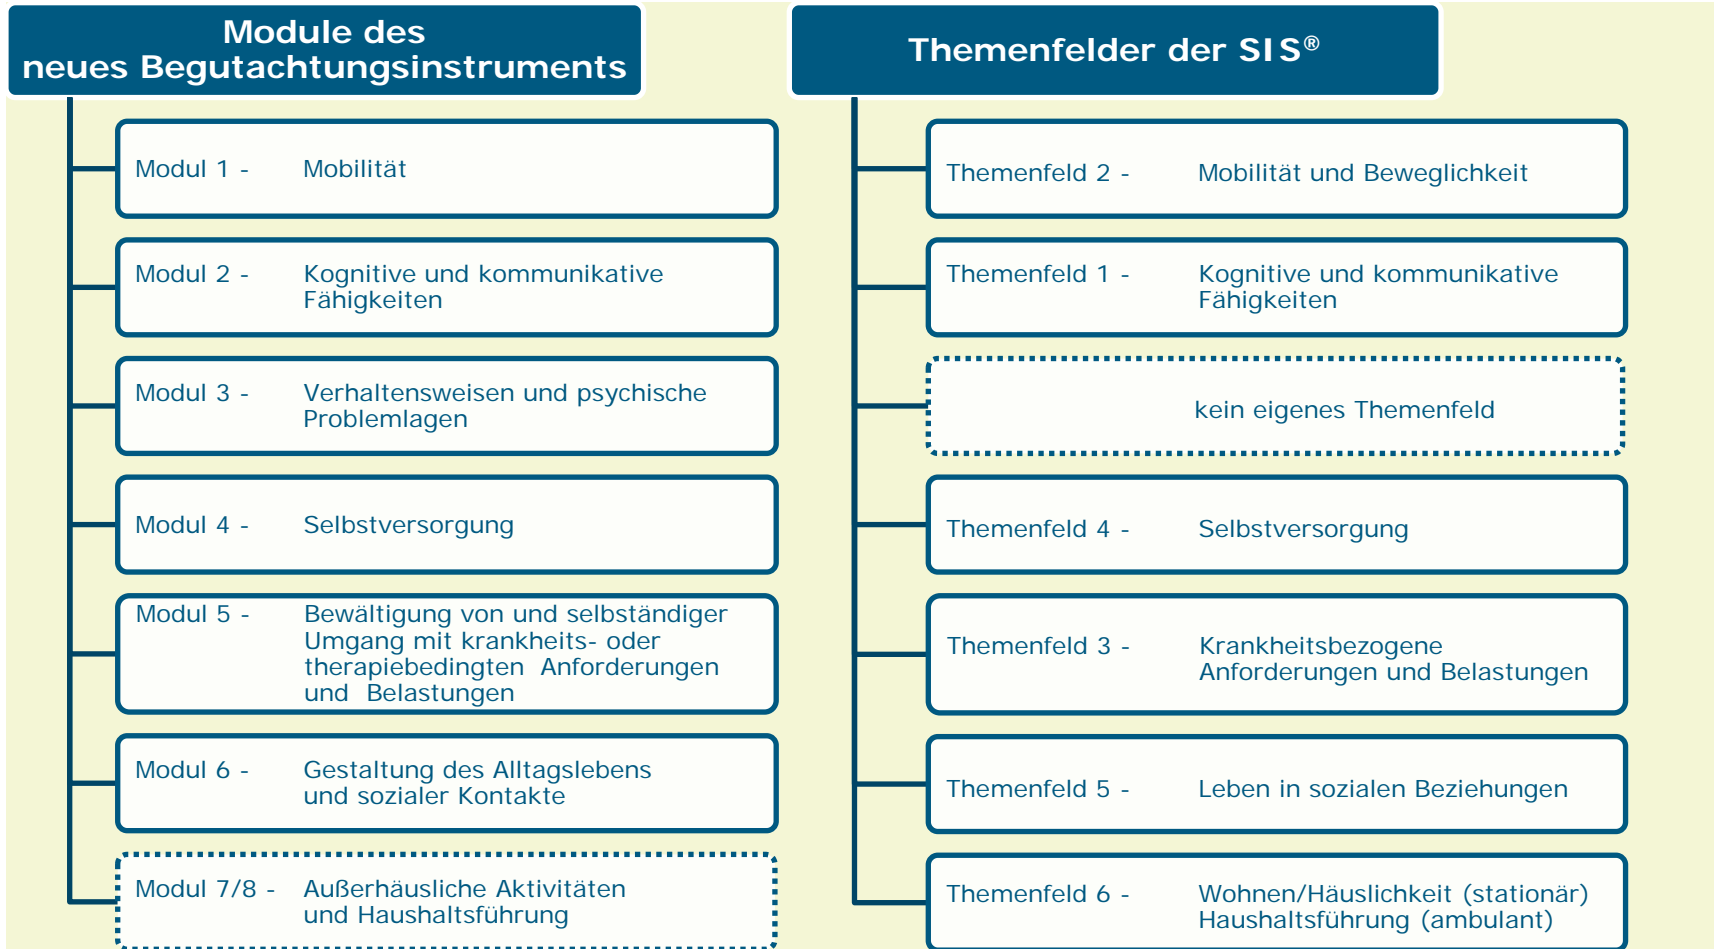 Module des
neues Begutachtungsinstruments
Modul 1 - Mobilität
Modul 2 - Kognitive und kommunikative
Fähigkeiten
Modul 3 - Verhaltensweisen und psychische
Problemlagen
Modul 4 - Selbstversorgung
Modul 5 - Bewältigung von und selbständiger
Umgang mit krankheits- oder
therapiebedingten Anforderungen
und Belastungen
Modul 6 - Gestaltung des Alltagslebens
und sozialer Kontakte
Modul 7/8 - Außerhäusliche Aktivitäten
und Haushaltsführung
Themenfelder der SIS®
Themenfeld 2 - Mobilität und Beweglichkeit
Themenfeld 1 - Kognitive und kommunikative
Fähigkeiten
kein eigenes Themenfeld
Themenfeld 4 - Selbstversorgung
Themenfeld 3 - Krankheitsbezogene
Anforderungen und Belastungen
Themenfeld 5 - Leben in sozialen Beziehungen
Themenfeld 6 - Wohnen/Häuslichkeit (stationär)
Haushaltsführung (ambulant)